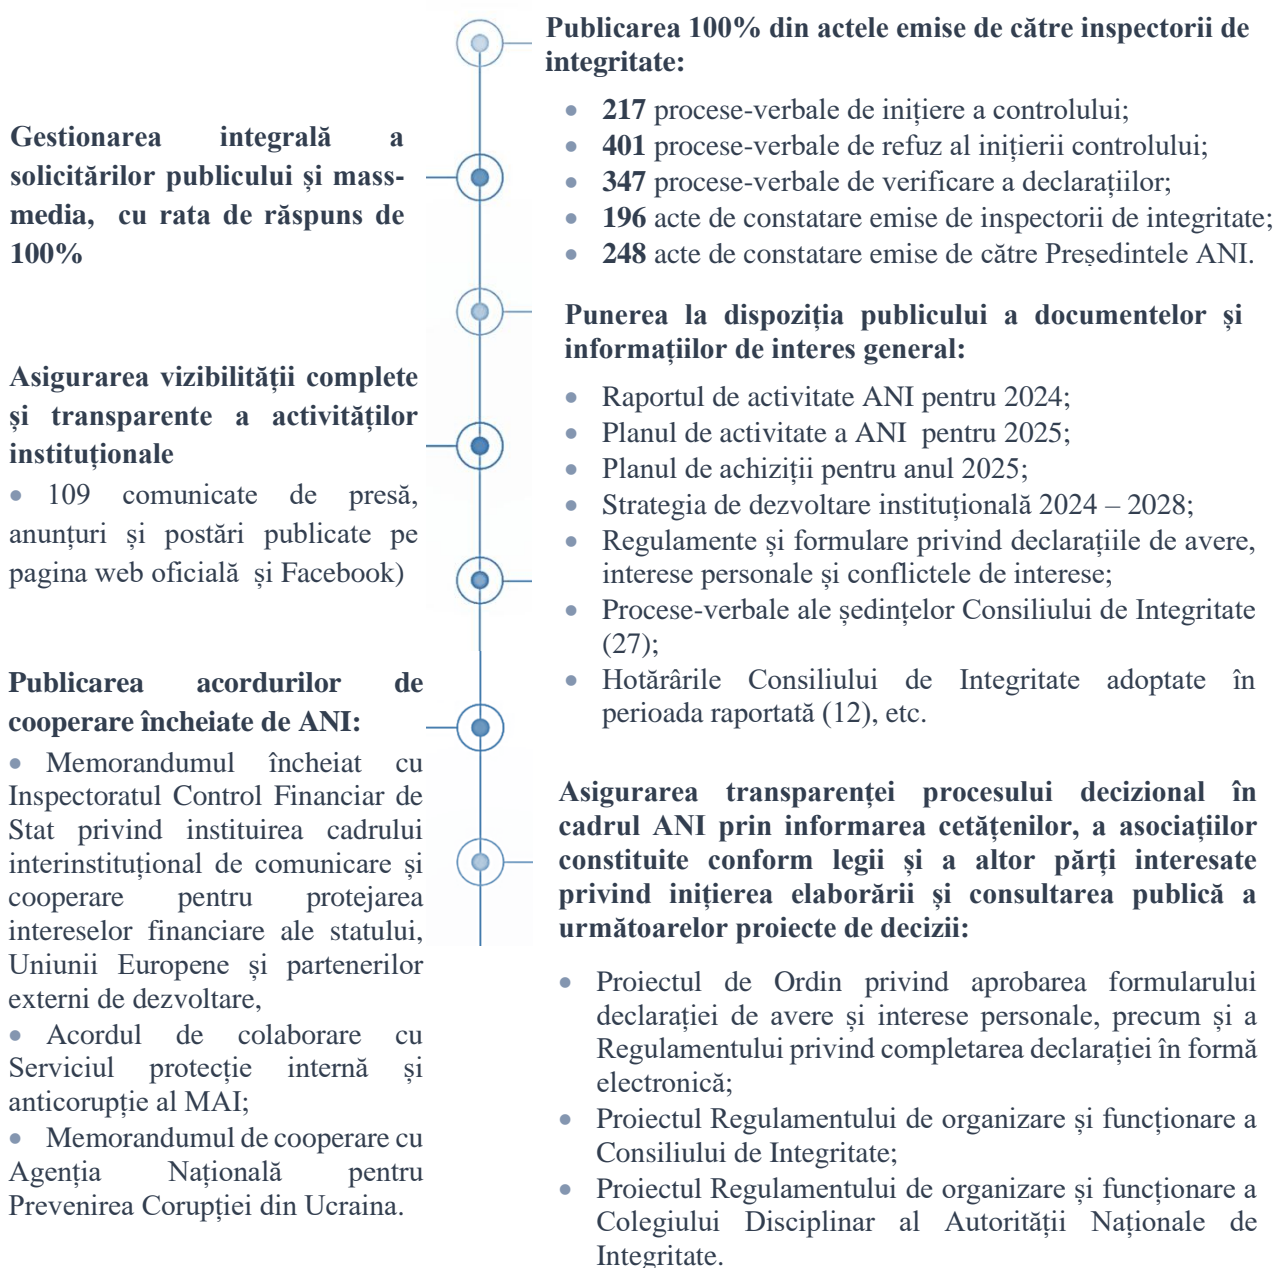 Publicarea 100% din actele emise de către inspectorii de
integritate:
• 217 procese-verbale de inițiere a controlului;
• 401 procese-verbale de refuz al inițierii controlului;
• 347 procese-verbale de verificare a declarațiilor;
• 196 acte de constatare emise de inspectorii de integritate;
• 248 acte de constatare emise de către Președintele ANI.
Gestionarea integrală a
solicitărilor publicului și mass-
media, cu rata de răspuns de
100%
Punerea la dispoziția publicului a documentelor și
informațiilor de interes general:
• Raportul de activitate ANI pentru 2024;
• Planul de activitate a ANI pentru 2025;
• Planul de achiziții pentru anul 2025;
• Strategia de dezvoltare instituțională 2024 – 2028;
• Regulamente și formulare privind declarațiile de avere,
interese personale și conflictele de interese;
• Procese-verbale ale ședințelor Consiliului de Integritate
(27);
• Hotărârile Consiliului de Integritate adoptate în
perioada raportată (12), etc.
Asigurarea vizibilității complete
și transparente a activităților
instituționale
• 109 comunicate de presă,
anunțuri și postări publicate pe
pagina web oficială și Facebook)
Publicarea acordurilor de
cooperare încheiate de ANI:
• Memorandumul încheiat cu
Inspectoratul Control Financiar de
Stat privind instituirea cadrului
interinstituțional de comunicare și
cooperare pentru protejarea
intereselor financiare ale statului,
Uniunii Europene și partenerilor
externi de dezvoltare,
• Acordul de colaborare cu
Serviciul protecție internă și
anticorupție al MAI;
• Memorandumul de cooperare cu
Agenția Națională pentru
Prevenirea Corupției din Ucraina.
Asigurarea transparenței procesului decizional în
cadrul ANI prin informarea cetățenilor, a asociațiilor
constituite conform legii și a altor părți interesate
privind inițierea elaborării și consultarea publică a
următoarelor proiecte de decizii:
• Proiectul de Ordin privind aprobarea formularului
declarației de avere și interese personale, precum și a
Regulamentului privind completarea declarației în formă
electronică;
• Proiectul Regulamentului de organizare și funcționare a
Consiliului de Integritate;
• Proiectul Regulamentului de organizare și funcționare a
Colegiului Disciplinar al Autorității Naționale de
Integritate.